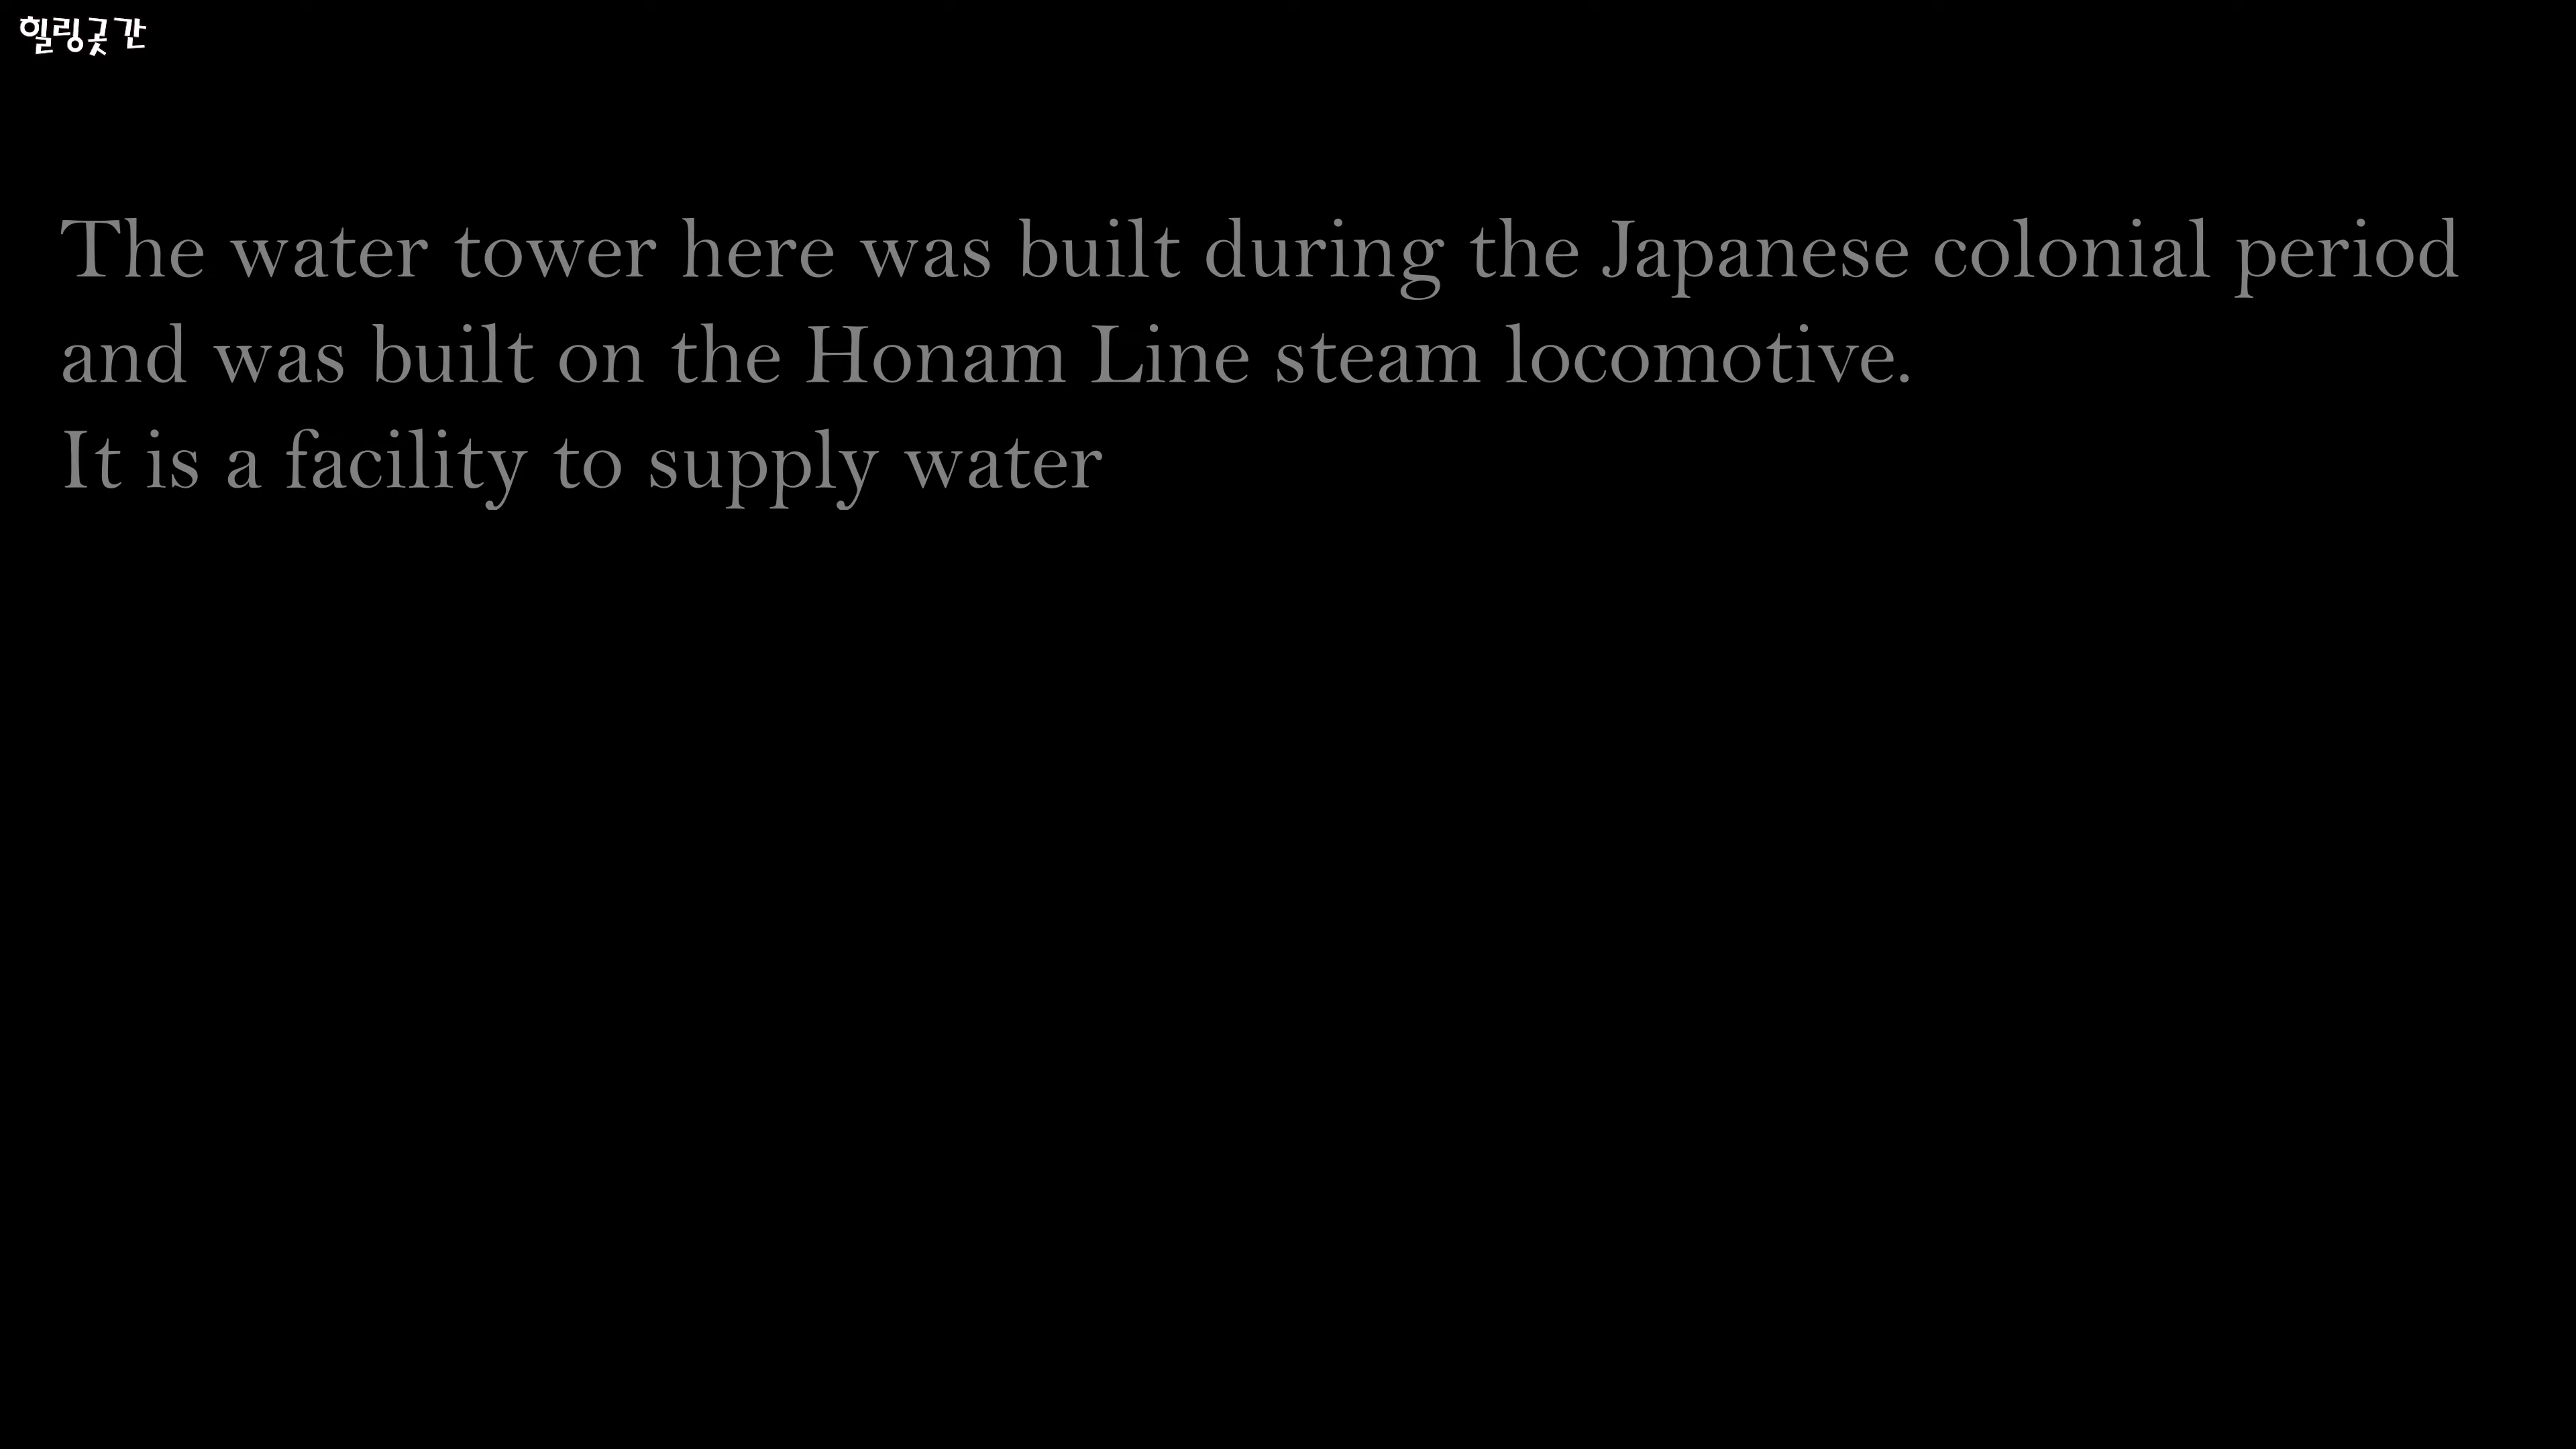 힐링곳간
The water tower here was built during the Japanese colonial period
and was built on the Honam Line steam locomotive.
It is a facility to supply water